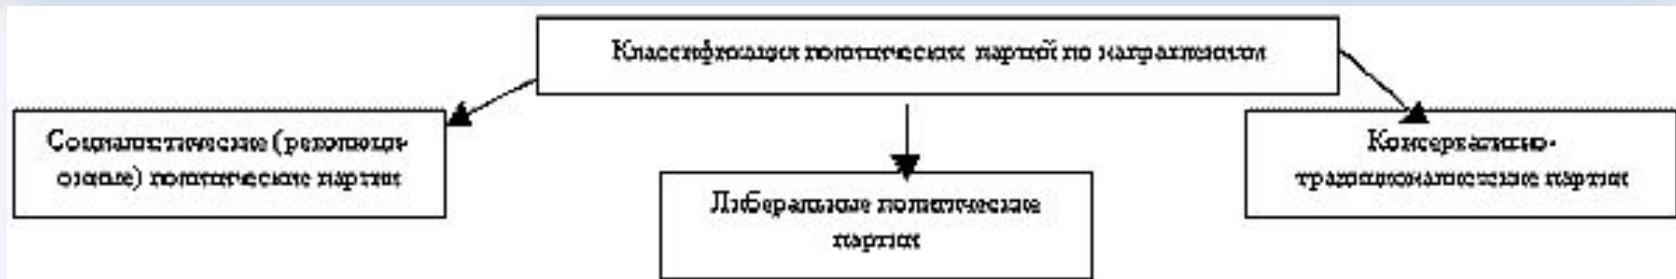 Классификация политических партий по направлениям
Социалистические (революци-
онные) политические партии
Либеральные политические
партии
Консервативно-
традиционалистские партии